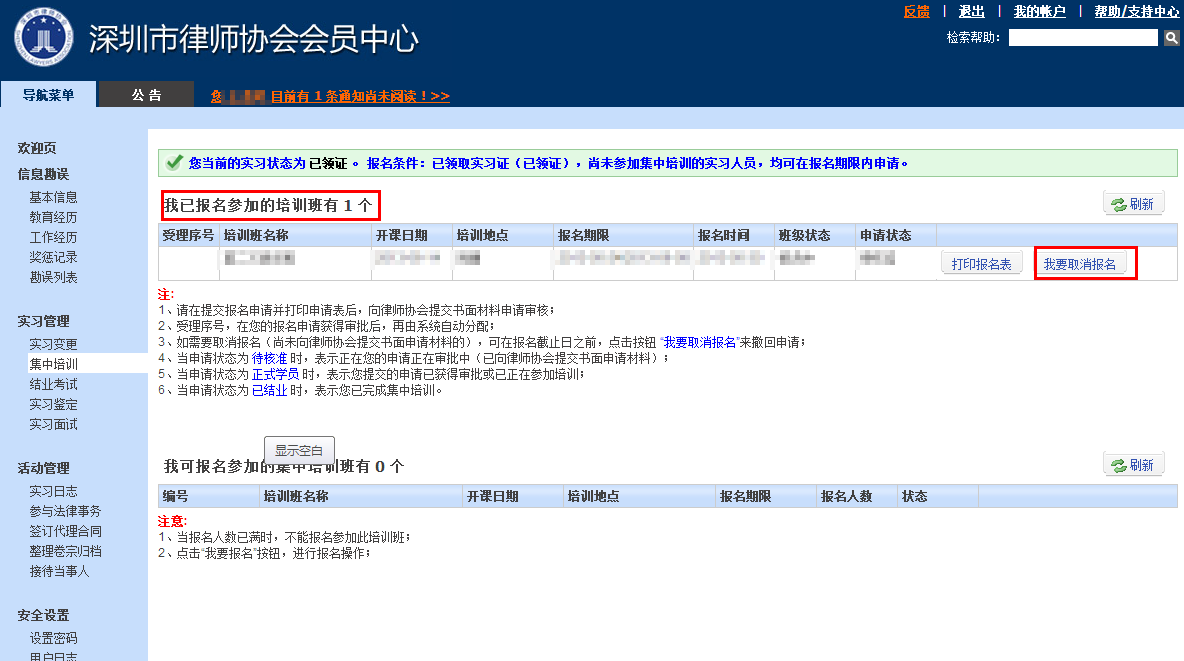 反馈 | 退出 | 我的帐户 | 帮助/支持中心
深圳市律师协会会员中心
检索帮助：
导航菜单
公 告
您 目前有 1 条通知尚未阅读！>>
欢迎页
信息勘误
基本信息
教育经历
工作经历
奖惩记录
勘误列表
实习管理
实习变更
集中培训
结业考试
实习鉴定
实习面试
活动管理
实习日志
参与法律事务
签订代理合同
整理卷宗归档
接待当事人
安全设置
设置密码
用户日志
您当前的实习状态为 已领证 。 报名条件：已领取实习证（已领证），尚未参加集中培训的实习人员，均可在报名期限内申请。
我已报名参加的培训班有 1 个
刷新
受理序号 培训班名称 开课日期 培训地点 报名期限 报名时间 班级状态 申请状态
打印报名表 我要取消报名
注:
1、请在提交报名申请并打印申请表后，向律师协会提交书面材料申请审核；
2、受理序号，在您的报名申请获得审批后，再由系统自动分配；
3、如需要取消报名（尚未向律师协会提交书面申请材料的），可在报名截止日之前，点击按钮 “我要取消报名”来撤回申请；
4、当申请状态为 待核准 时，表示正在您的申请正在审批中（已向律师协会提交书面申请材料）；
5、当申请状态为 正式学员 时，表示您提交的申请已获得审批或已正在参加培训；
6、当申请状态为 已结业 时，表示您已完成集中培训。
显示空白
我可报名参加的集中培训班有 0 个
刷新
编号 培训班名称 开课日期 培训地点 报名期限 报名人数 状态
注意:
1、当报名人数已满时，不能报名参加此培训班；
2、点击“我要报名”按钮，进行报名操作；